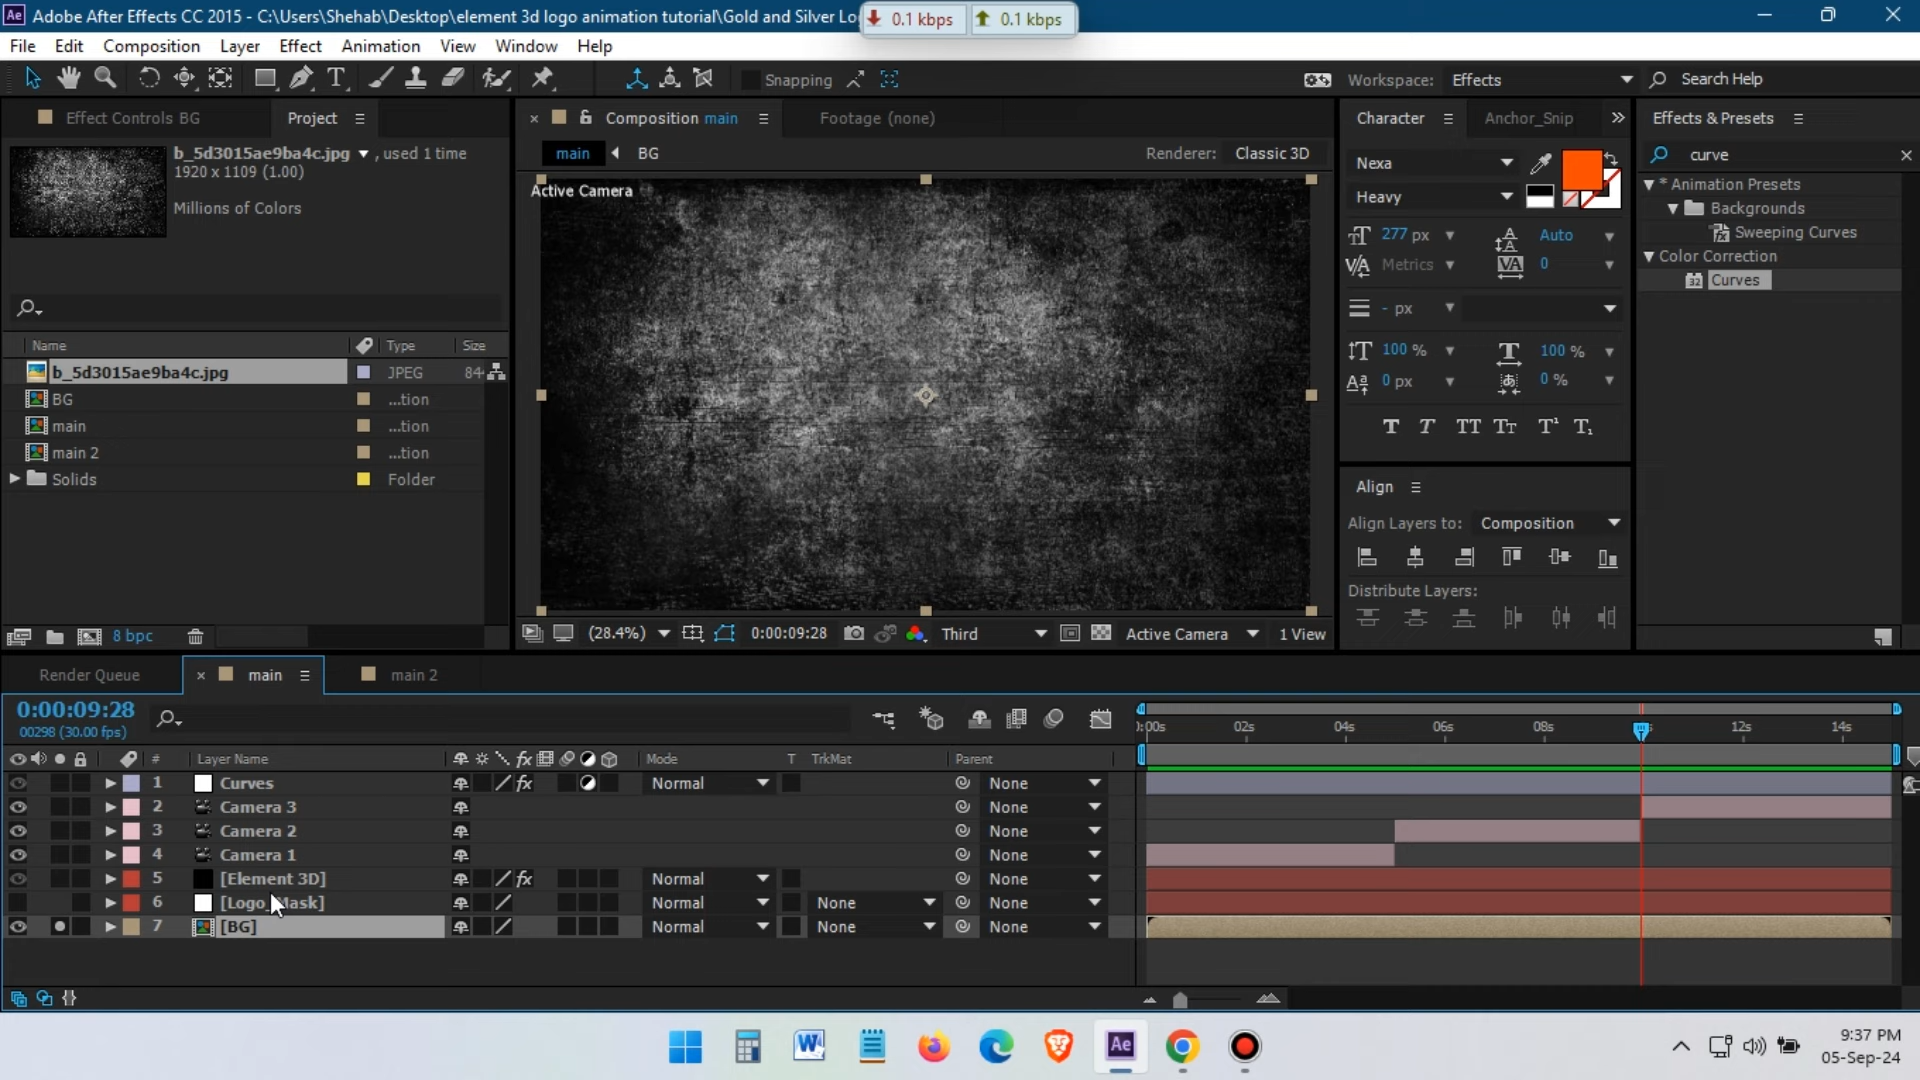 Adobe After Effects CC 2015 - C:\Users\Shehab\Desktop\element 3d logo animation tutorial\Gold and Silver Lo
0.1 kbps
0.1 kbps
File Edit Composition Layer Effect Animation View Window Help
Snapping
Workspace: Effects
Search Help
Effect Controls BG
Project
b_5d3015ae9ba4c.jpg , used 1 time
1920 x 1109 (1.00)
Millions of Colors
Name Type Size
b_5d3015ae9ba4c.jpg JPEG 84
BG ...tion
main ...tion
main 2 ...tion
Solids Folder
8 bpc
Composition main
Footage (none)
main BG
Renderer: Classic 3D
Active Camera
(28.4%) 0:00:09:28 Third Active Camera 1 View
Character Anchor_Snip
Nexa
Heavy
277 px Auto
Metrics 0
- px
100 % 100 %
0 px 0 %
T T TT Tt T¹ T₁
Align
Align Layers to: Composition
Distribute Layers:
Effects & Presets
curve
* Animation Presets
Backgrounds
Sweeping Curves
Color Correction
Curves
Render Queue main main 2
0:00:09:28
00298 (30.00 fps)
):00s 02s 04s 06s 08s 12s 14s
# Layer Name Mode T TrkMat Parent
1 Curves Normal None
2 Camera 3 None
3 Camera 2 None
4 Camera 1 None
5 [Element 3D] Normal None
6 [Logo_Mask] Normal None None
7 [BG] Normal None None
9:37 PM
05-Sep-24